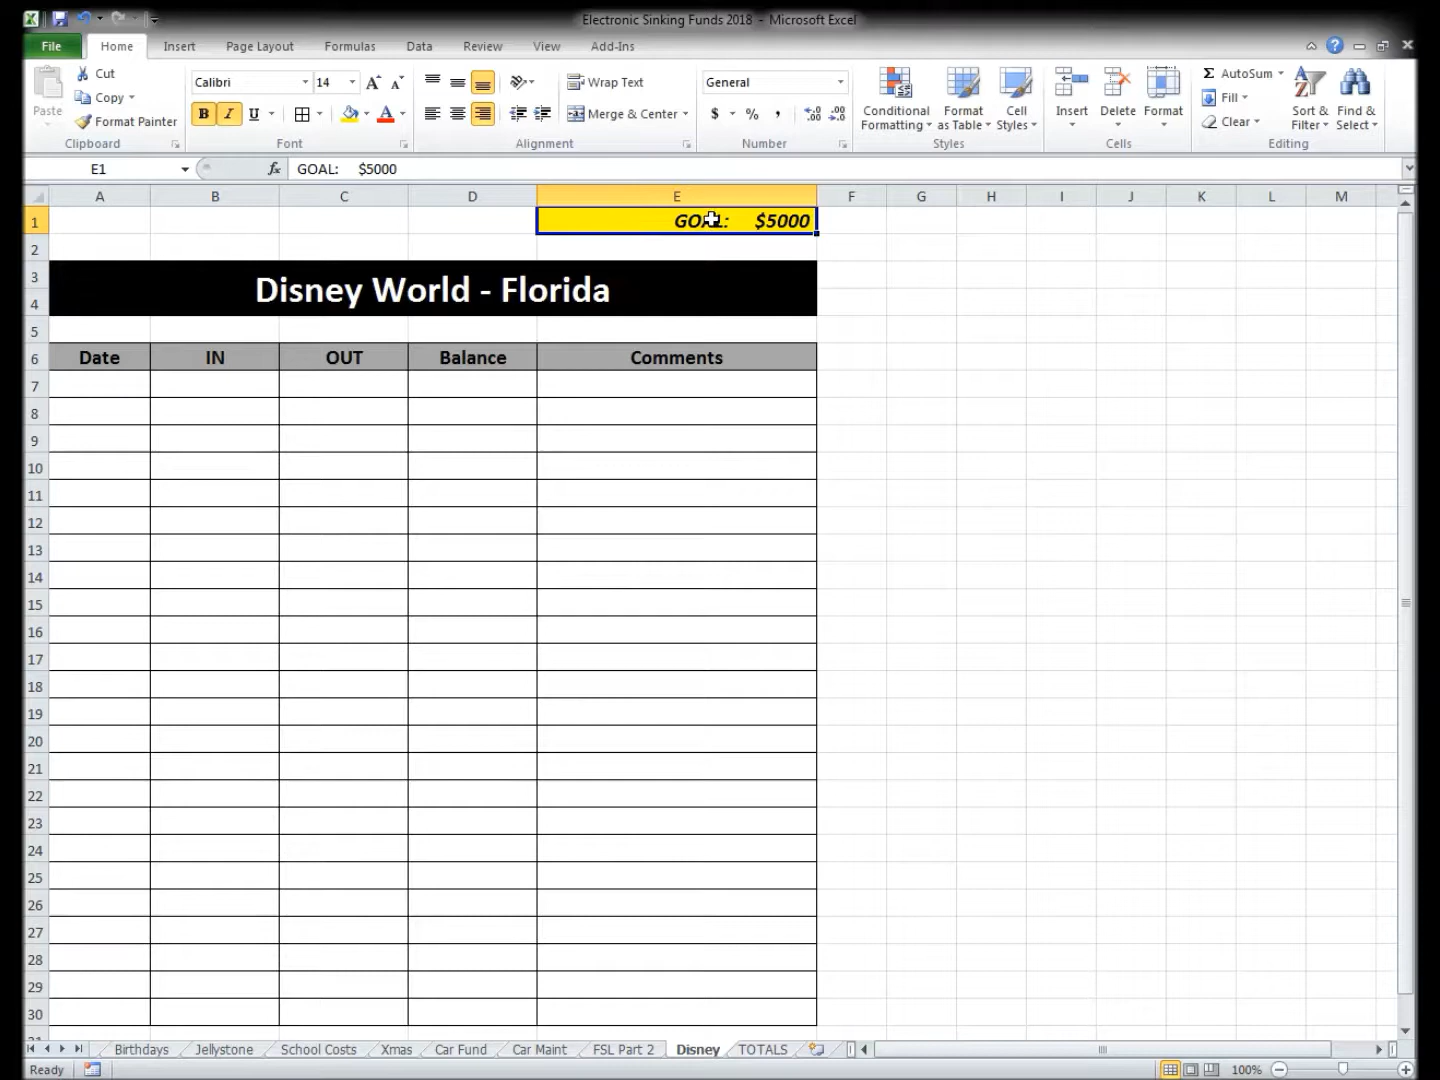 Electronic Sinking Funds 2018 - Microsoft Excel
File Home Insert Page Layout Formulas Data Review View Add-Ins
Paste
Cut
Copy
Format Painter
Clipboard
Calibri 14
B I U
Font
Wrap Text
Merge & Center
Alignment
General
$ % ,
Number
Conditional Formatting
Format as Table
Cell Styles
Styles
Insert Delete Format
Cells
AutoSum
Fill
Clear
Sort & Filter
Find & Select
Editing
E1 fx GOAL: $5000
A B C D E F G H I J K L M
1 GOAL: $5000
2
3
Disney World - Florida
4
5
6 Date IN OUT Balance Comments
7
8
9
10
11
12
13
14
15
16
17
18
19
20
21
22
23
24
25
26
27
28
29
30
Birthdays Jellystone School Costs Xmas Car Fund Car Maint FSL Part 2 Disney TOTALS
Ready 100%